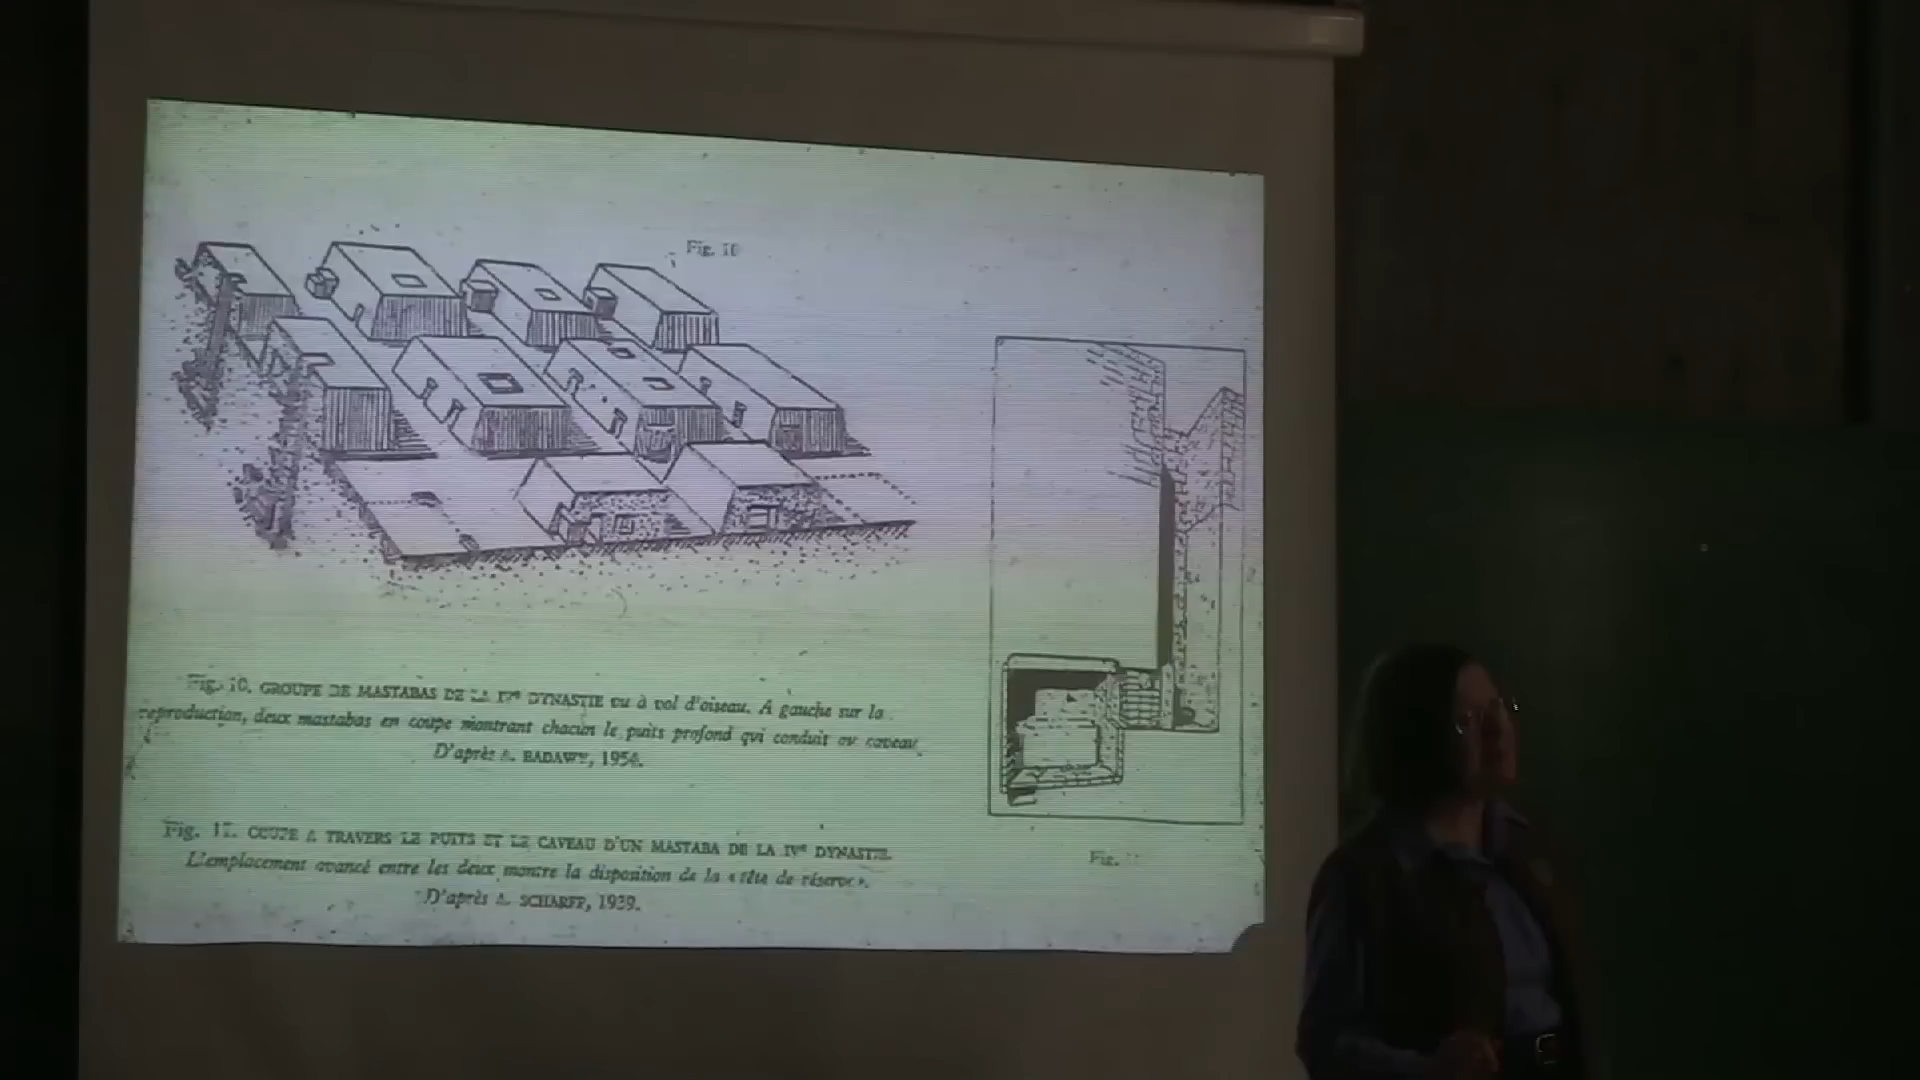 Fig. 10
Fig. 10. GROUPE DE MASTABAS DE LA IVe DYNASTIE vu à vol d'oiseau. A gauche sur la
reproduction, deux mastabas en coupe montrant chacun le puits profond qui conduit au caveau.
D'après A. BADAWY, 1954.
Fig. 11. COUPE A TRAVERS LE PUITS ET LE CAVEAU D'UN MASTABA DE LA IVe DYNASTIE.
L'emplacement avancé entre les deux montre la disposition de la « tête de réserve ».
D'après A. SCHARFF, 1939.
Fig.